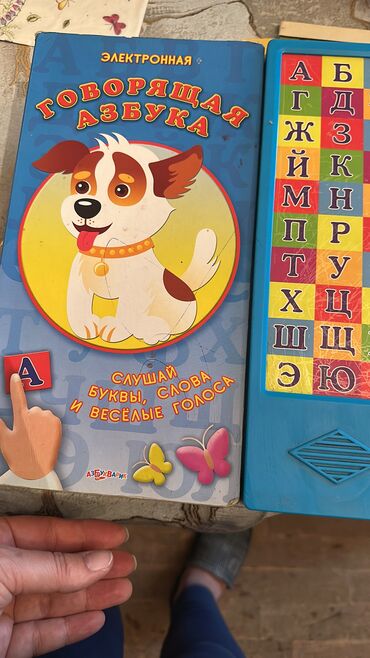 ЭЛЕКТРОННАЯ
ГОВОРЯЩАЯ
АЗБУКА
А
СЛУШАЙ
БУКВЫ, СЛОВА
И ВЕСЁЛЫЕ ГОЛОСА
АЗБУКВАРИК
А Б
Г Д
Ж З
Й К
М Н
П Р
Т У
Х Ц
Ш Щ
Э Ю